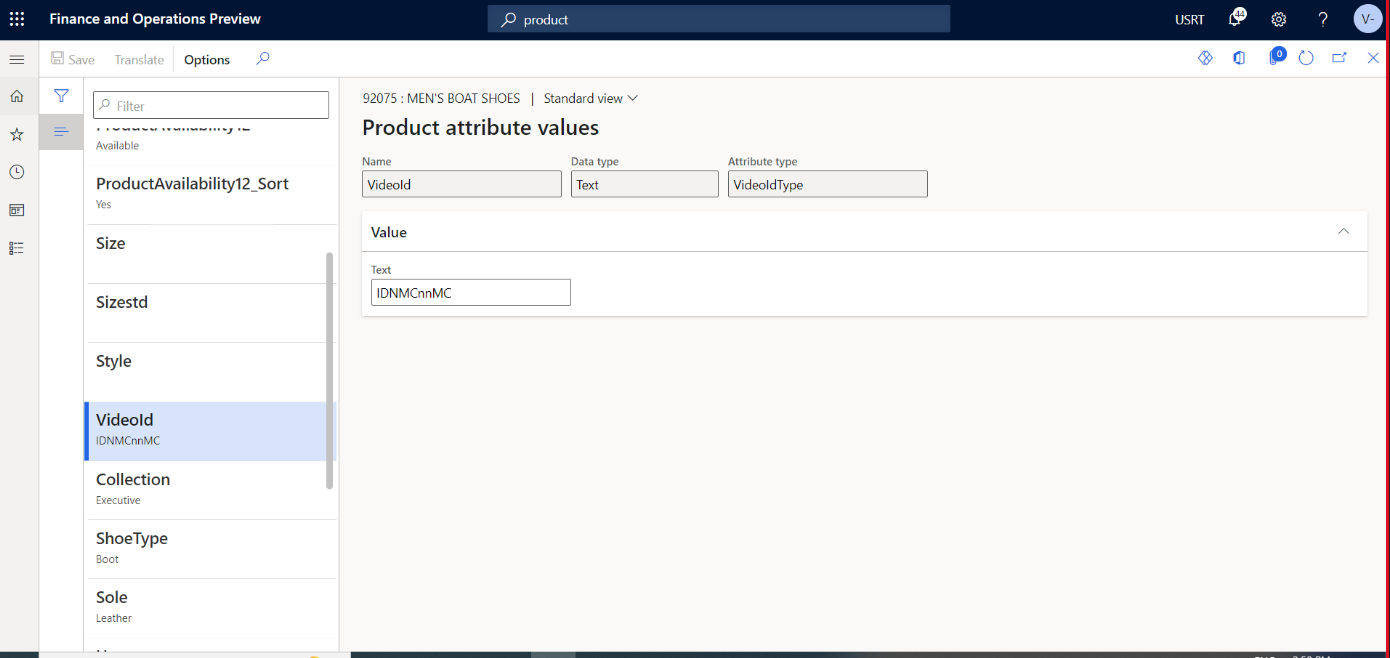 Finance and Operations Preview
product
USRT
44
?
V-
Save
Translate
Options
0
Filter
ProductAvailability12
Available
ProductAvailability12_Sort
Yes
Size
Sizestd
Style
VideoId
IDNMCnnMC
Collection
Executive
ShoeType
Boot
Sole
Leather
92075 : MEN'S BOAT SHOES | Standard view
Product attribute values
Name
Data type
Attribute type
VideoId
Text
VideoIdType
Value
Text
IDNMCnnMC